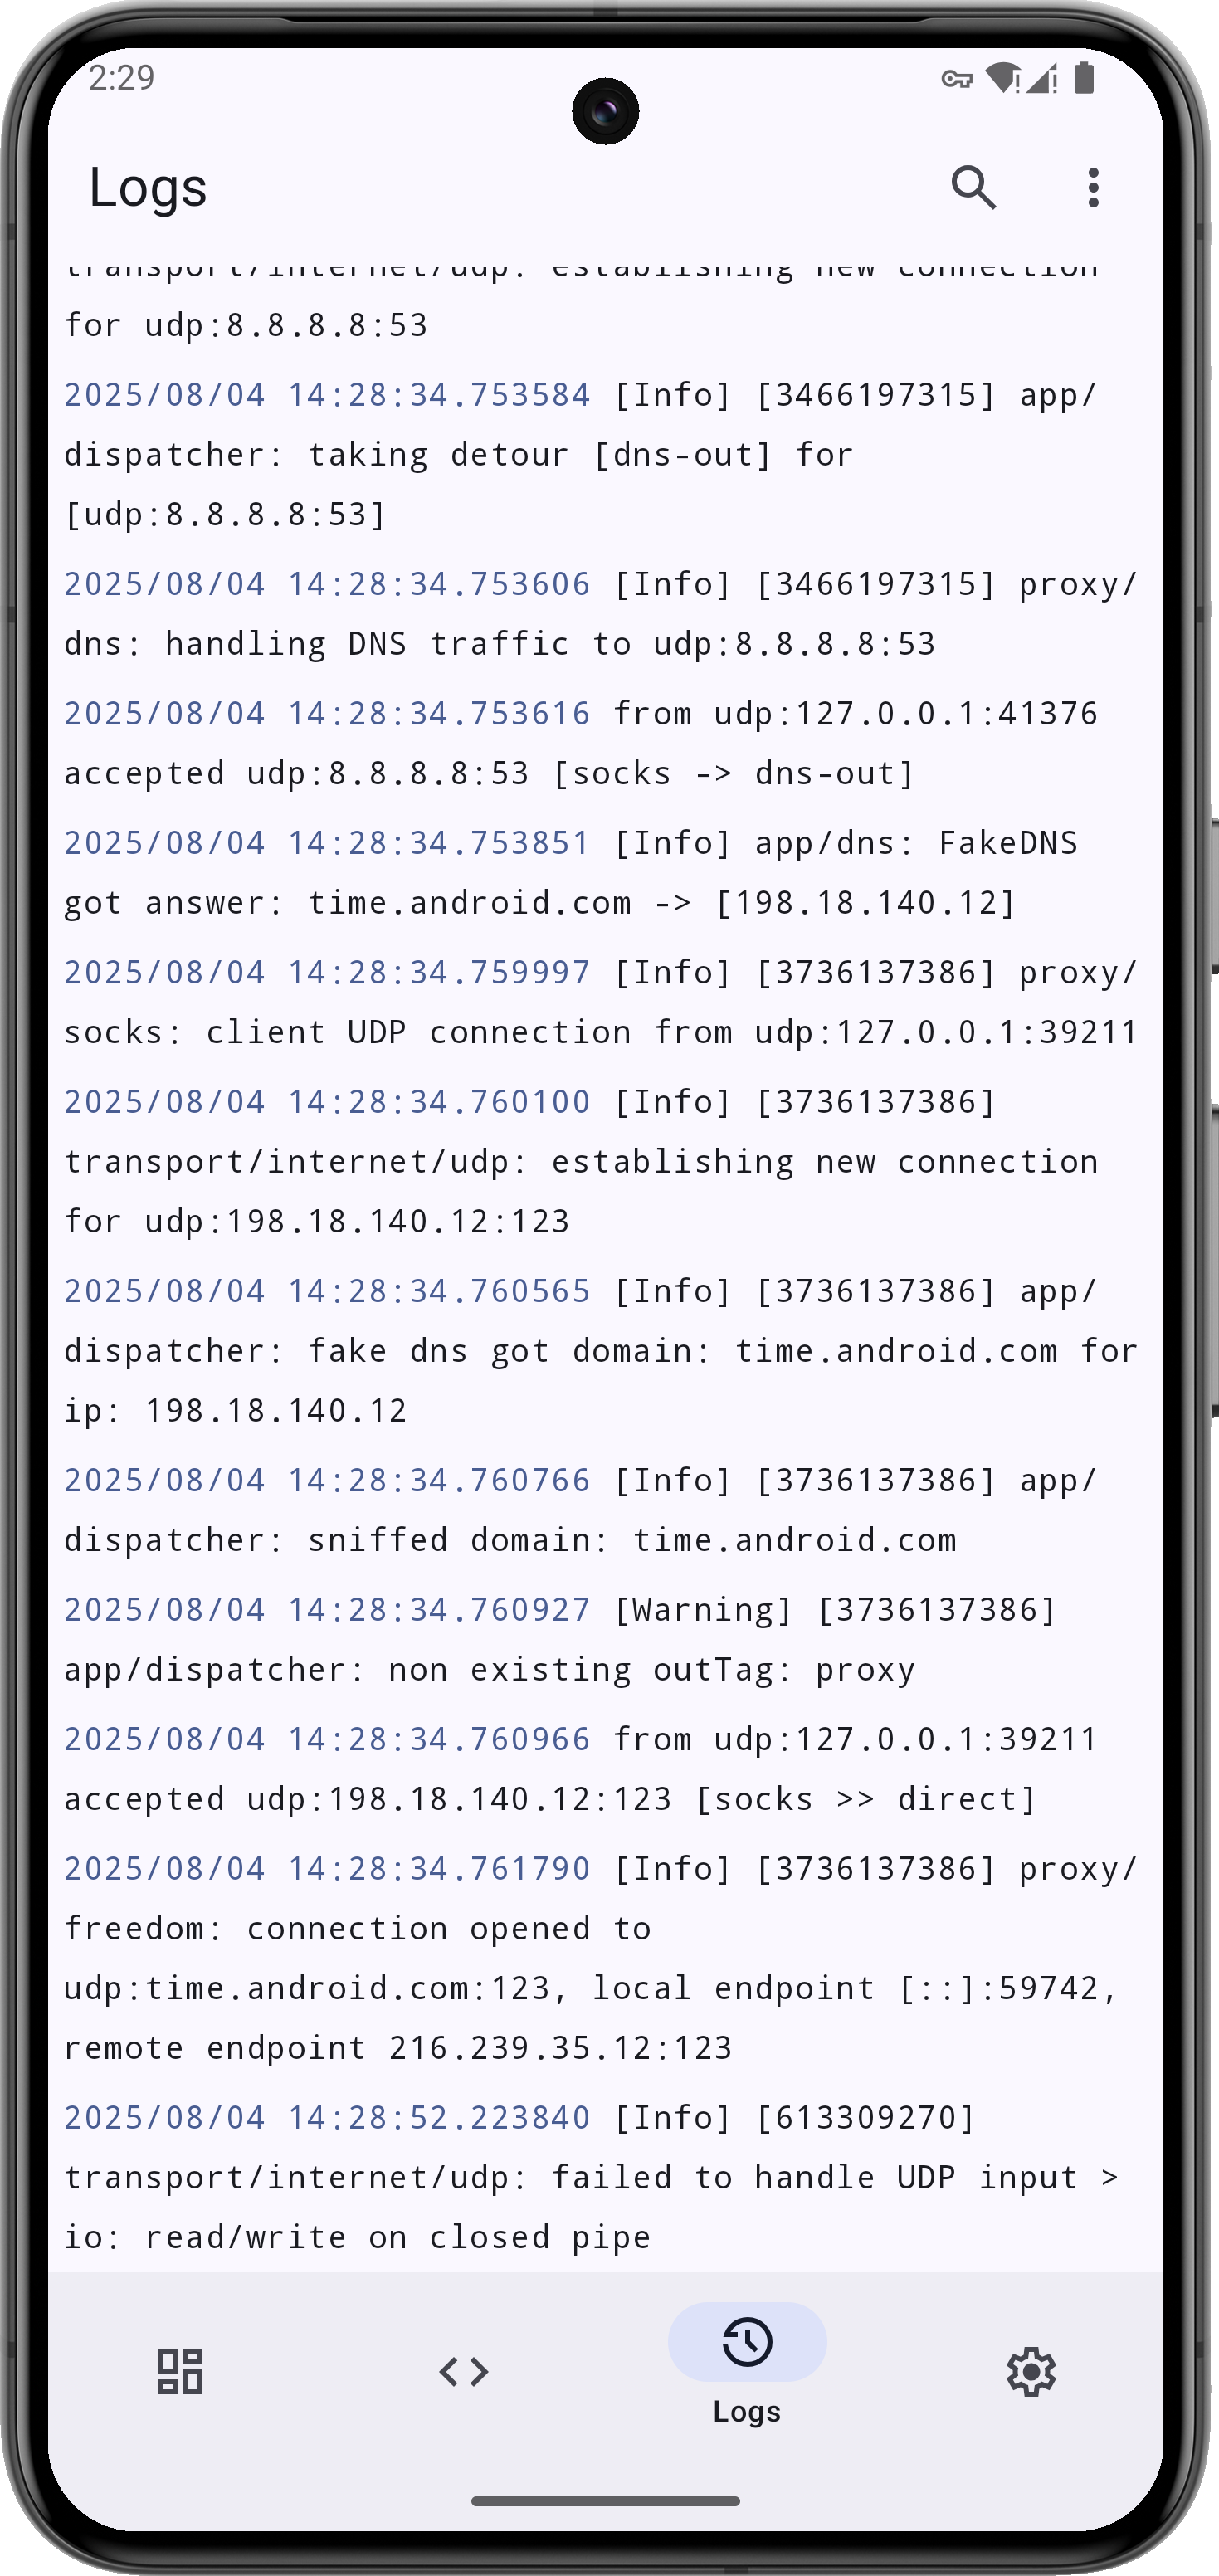 2:29
Logs
transport/internet/udp: establishing new connection
for udp:8.8.8.8:53
2025/08/04 14:28:34.753584 [Info] [3466197315] app/
dispatcher: taking detour [dns-out] for
[udp:8.8.8.8:53]
2025/08/04 14:28:34.753606 [Info] [3466197315] proxy/
dns: handling DNS traffic to udp:8.8.8.8:53
2025/08/04 14:28:34.753616 from udp:127.0.0.1:41376
accepted udp:8.8.8.8:53 [socks -> dns-out]
2025/08/04 14:28:34.753851 [Info] app/dns: FakeDNS
got answer: time.android.com -> [198.18.140.12]
2025/08/04 14:28:34.759997 [Info] [3736137386] proxy/
socks: client UDP connection from udp:127.0.0.1:39211
2025/08/04 14:28:34.760100 [Info] [3736137386]
transport/internet/udp: establishing new connection
for udp:198.18.140.12:123
2025/08/04 14:28:34.760565 [Info] [3736137386] app/
dispatcher: fake dns got domain: time.android.com for
ip: 198.18.140.12
2025/08/04 14:28:34.760766 [Info] [3736137386] app/
dispatcher: sniffed domain: time.android.com
2025/08/04 14:28:34.760927 [Warning] [3736137386]
app/dispatcher: non existing outTag: proxy
2025/08/04 14:28:34.760966 from udp:127.0.0.1:39211
accepted udp:198.18.140.12:123 [socks >> direct]
2025/08/04 14:28:34.761790 [Info] [3736137386] proxy/
freedom: connection opened to
udp:time.android.com:123, local endpoint [::]:59742,
remote endpoint 216.239.35.12:123
2025/08/04 14:28:52.223840 [Info] [613309270]
transport/internet/udp: failed to handle UDP input >
io: read/write on closed pipe
Logs